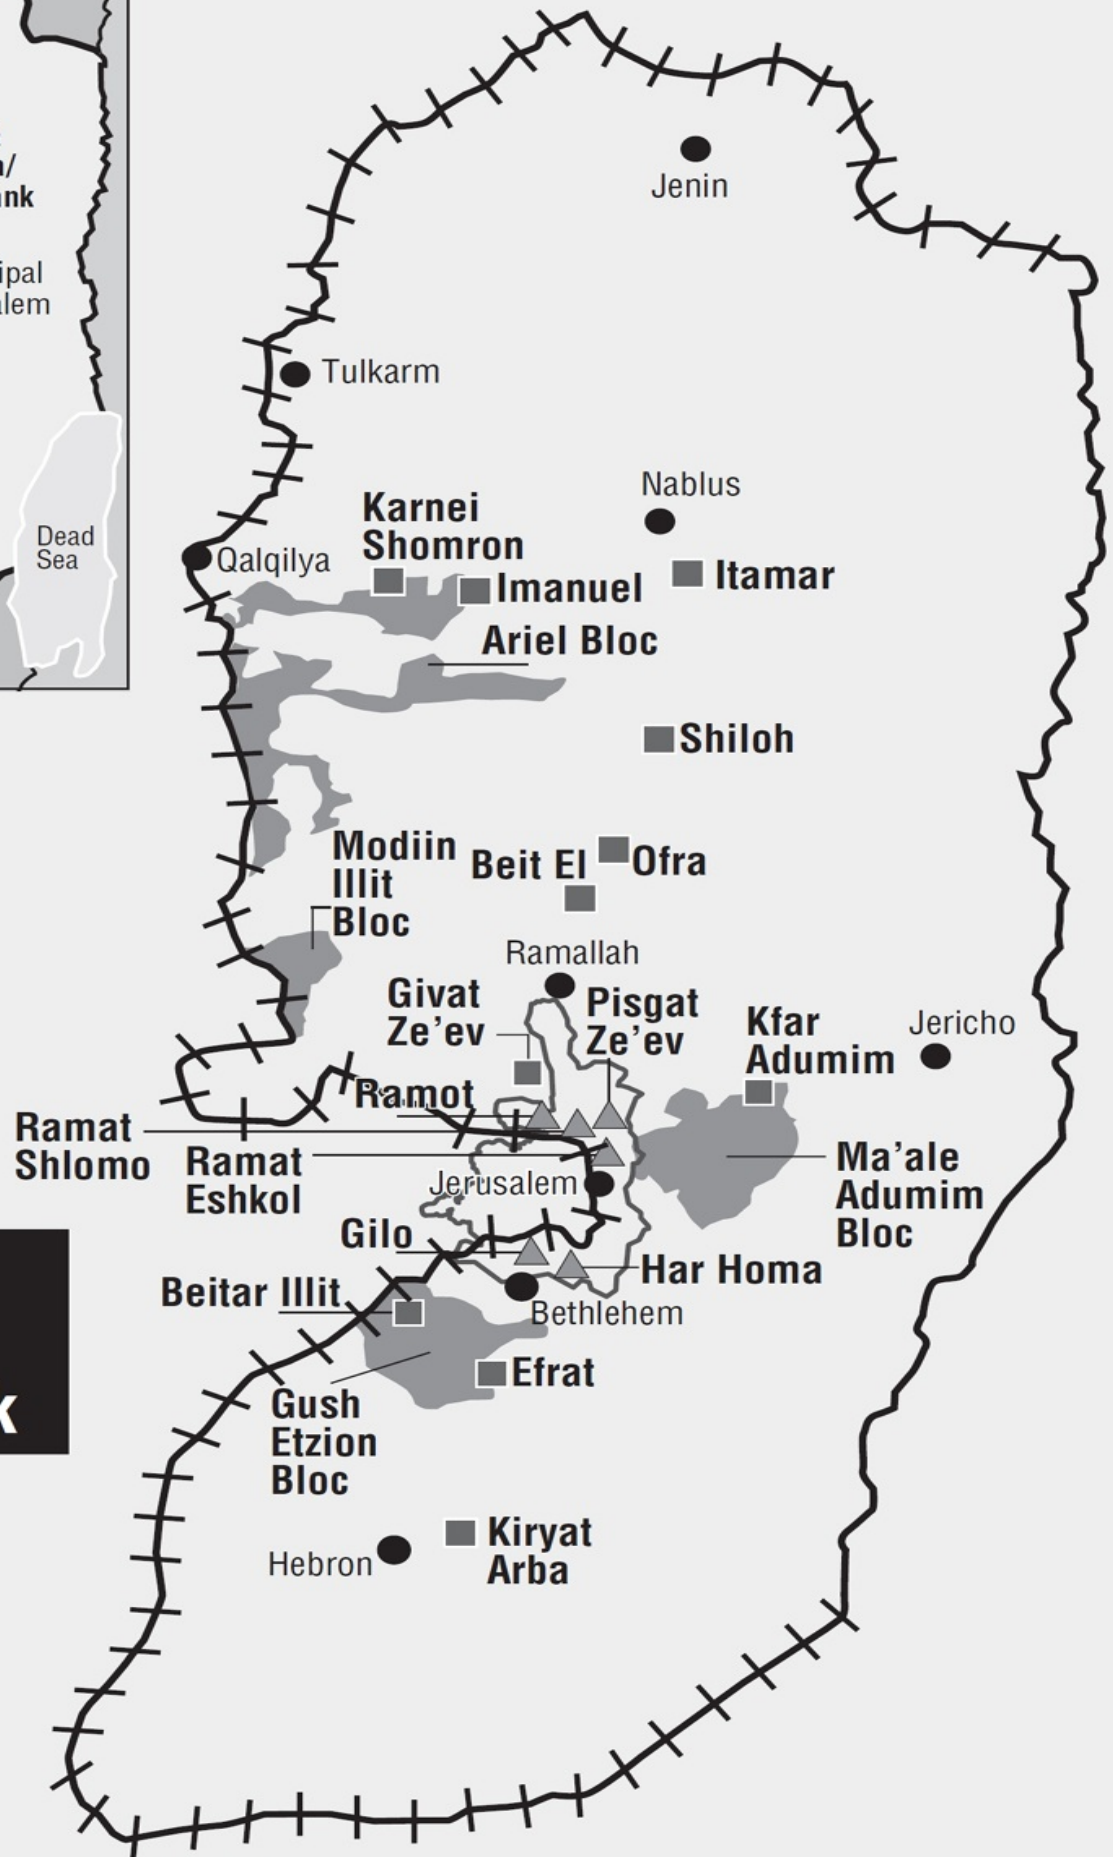 Jenin
Tulkarm
Nablus
Karnei
Shomron
Qalqilya
Imanuel
Itamar
Ariel Bloc
Dead
Sea
Shiloh
Modiin
Illit
Bloc
Beit El
Ofra
Ramallah
Givat
Ze'ev
Pisgat
Ze'ev
Kfar
Adumim
Jericho
Ramot
Ramat
Shlomo
Ramat
Eshkol
Jerusalem
Ma'ale
Adumim
Bloc
Gilo
Har Homa
Beitar Illit
Bethlehem
Efrat
Gush
Etzion
Bloc
Kiryat
Arba
Hebron